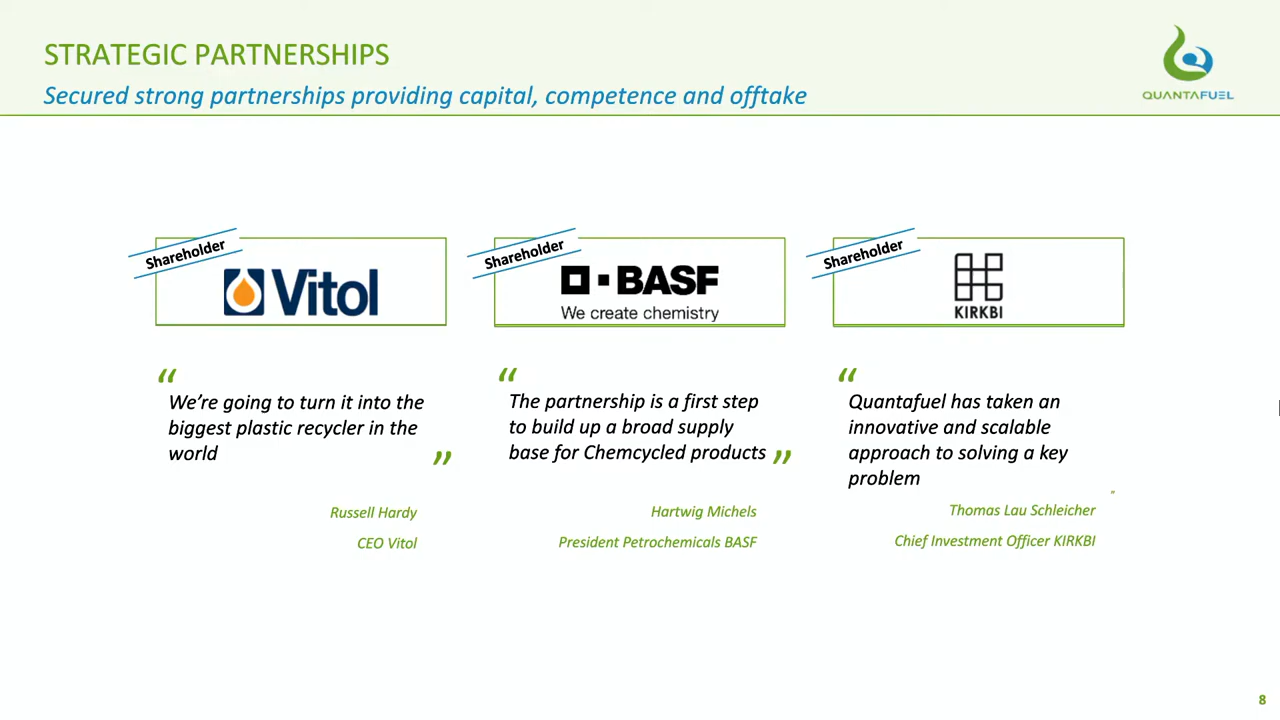 STRATEGIC PARTNERSHIPS
Secured strong partnerships providing capital, competence and offtake
QUANTAFUEL
Shareholder
Vitol
“
We’re going to turn it into the
biggest plastic recycler in the
world
”
Russell Hardy
CEO Vitol
Shareholder
BASF
We create chemistry
“
The partnership is a first step
to build up a broad supply
base for Chemcycled products
”
Hartwig Michels
President Petrochemicals BASF
Shareholder
KIRKBI
“
Quantafuel has taken an
innovative and scalable
approach to solving a key
problem
”
Thomas Lau Schleicher
Chief Investment Officer KIRKBI
8